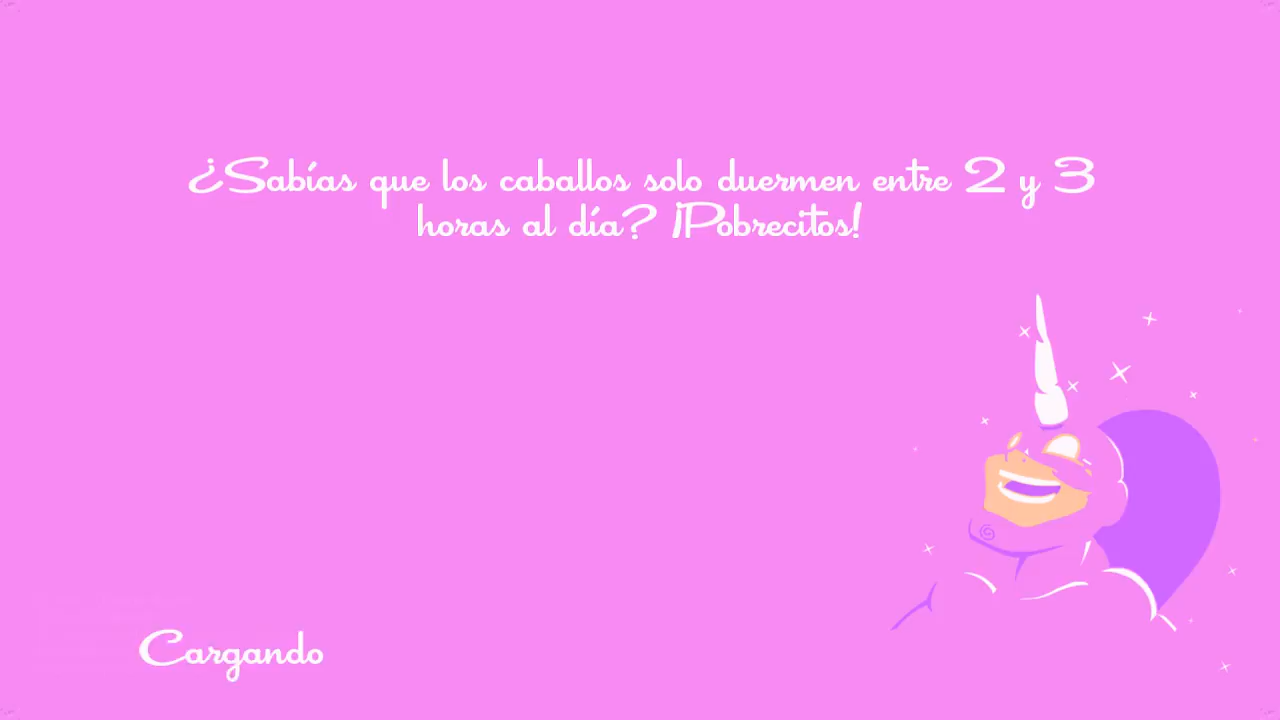 ¿Sabías que los caballos solo duermen entre 2 y 3
horas al día? ¡Pobrecitos!
Cargando